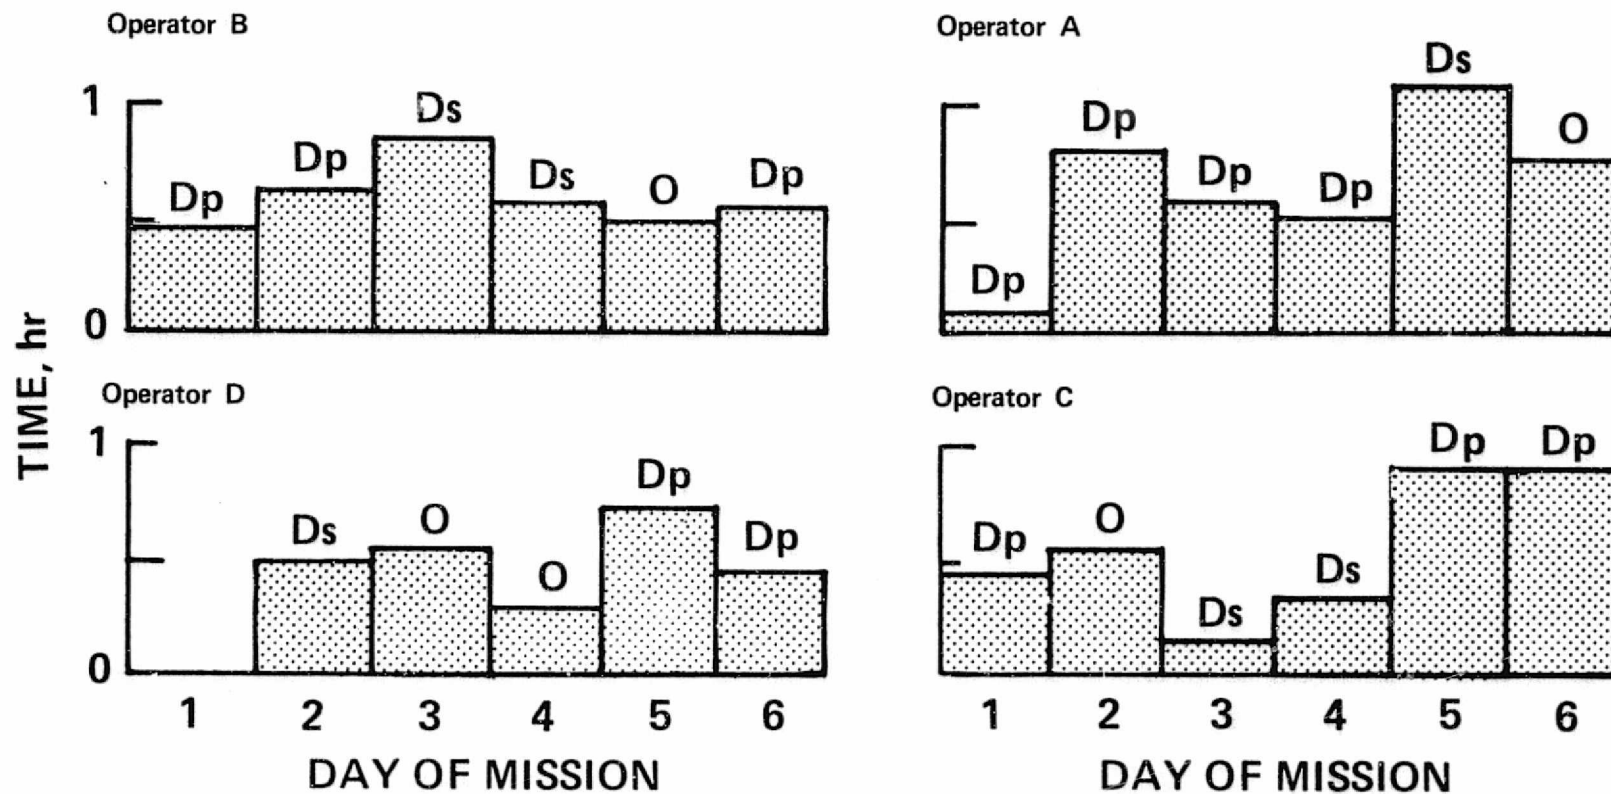 Operator B
1
0
Dp
Dp
Ds
Ds
O
Dp
Operator A
Dp
Dp
Dp
Dp
Ds
O
TIME, hr
Operator D
1
0
Ds
O
O
Dp
Dp
1 2 3 4 5 6
DAY OF MISSION
Operator C
Dp
O
Ds
Ds
Dp
Dp
1 2 3 4 5 6
DAY OF MISSION